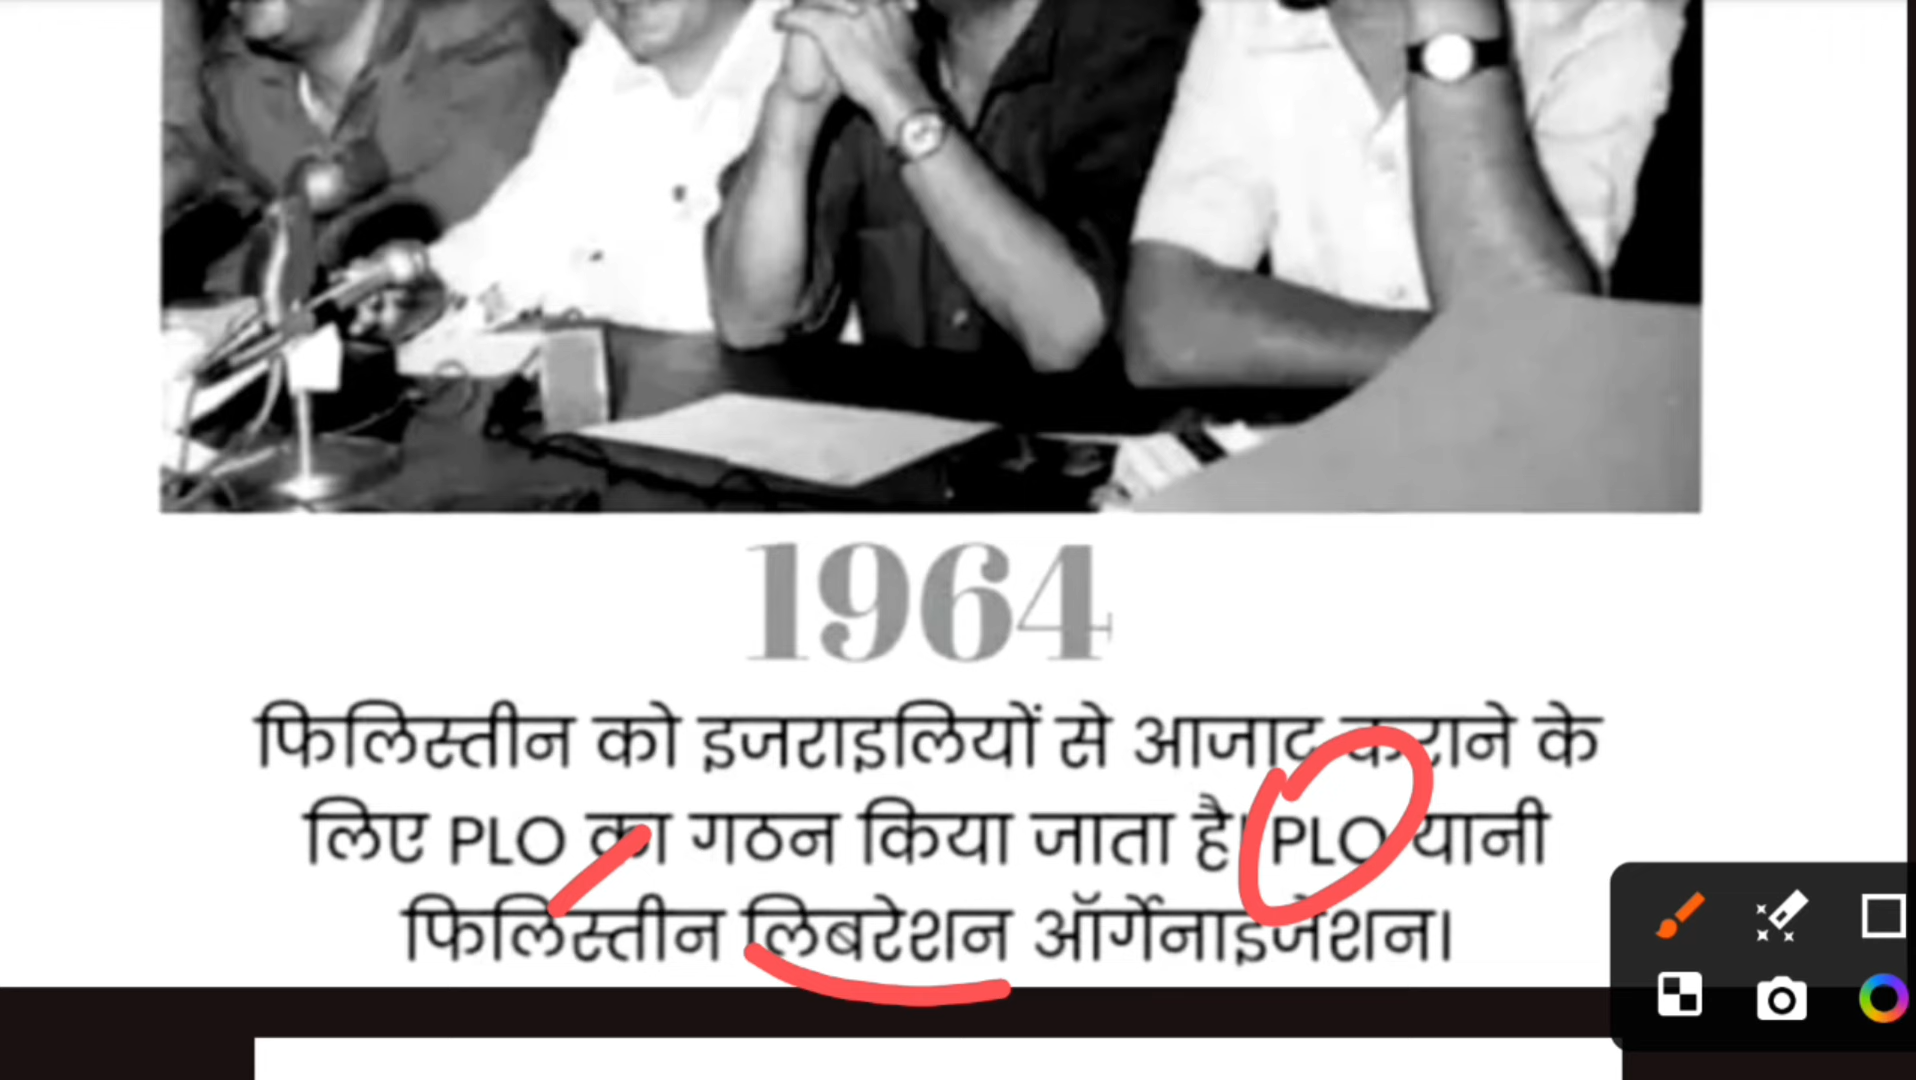 1964
फिलिस्तीन को इजराइलियों से आजाद कराने के
लिए PLO का गठन किया जाता है। PLO यानी
फिलिस्तीन लिबरेशन ऑर्गेनाइजेशन।